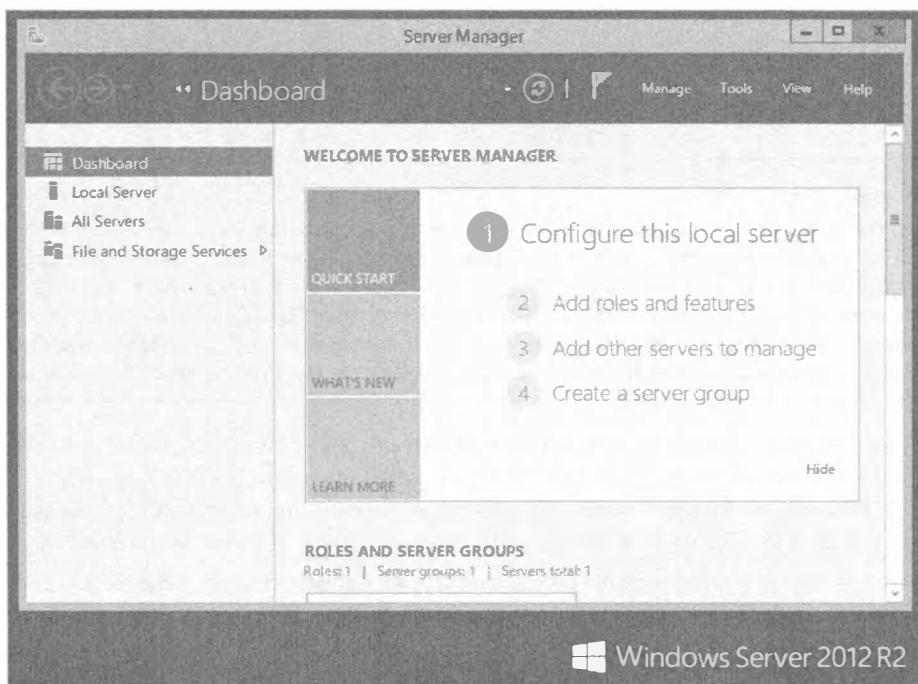 Server Manager
Dashboard
Manage Tools View Help
Dashboard
Local Server
All Servers
File and Storage Services
WELCOME TO SERVER MANAGER
QUICK START
WHAT'S NEW
LEARN MORE
1 Configure this local server
2 Add roles and features
3 Add other servers to manage
4 Create a server group
Hide
ROLES AND SERVER GROUPS
Roles: 1 | Server groups: 1 | Servers total: 1
Windows Server 2012 R2